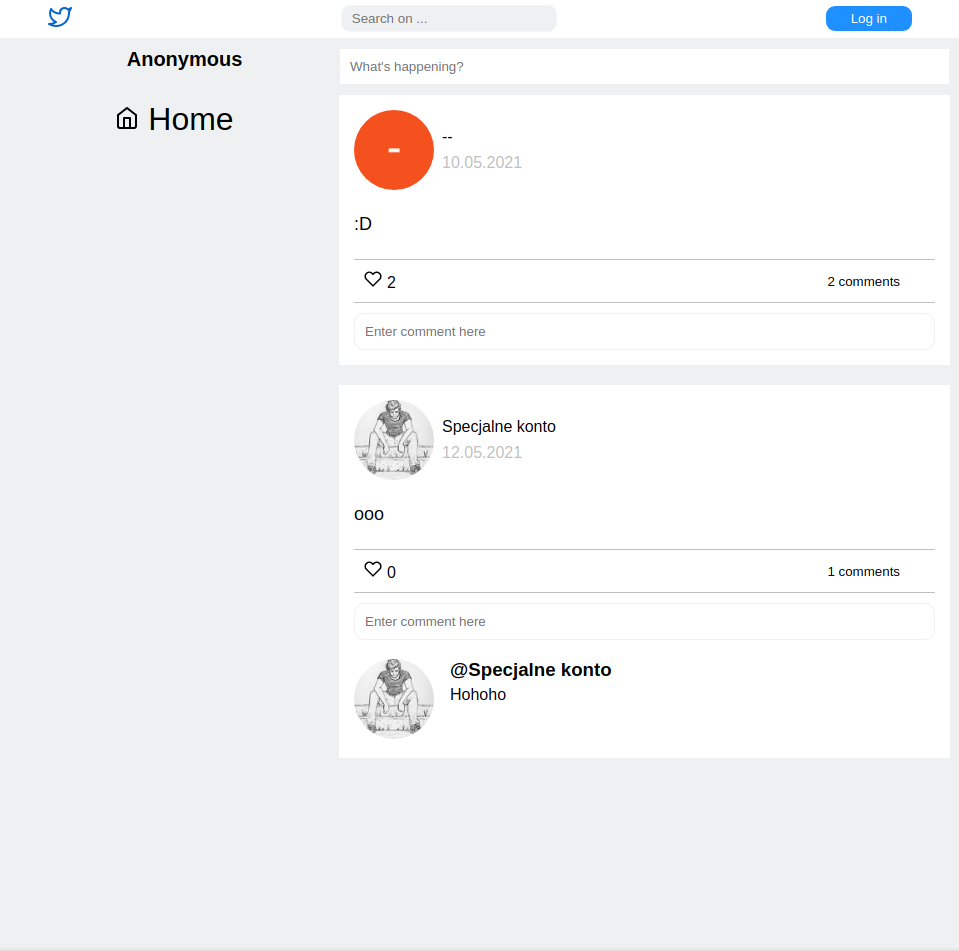 Search on ...
Log in
Anonymous
What's happening?
Home
-
--
10.05.2021
:D
2
2 comments
Enter comment here
Specjalne konto
12.05.2021
ooo
0
1 comments
Enter comment here
@Specjalne konto
Hohoho